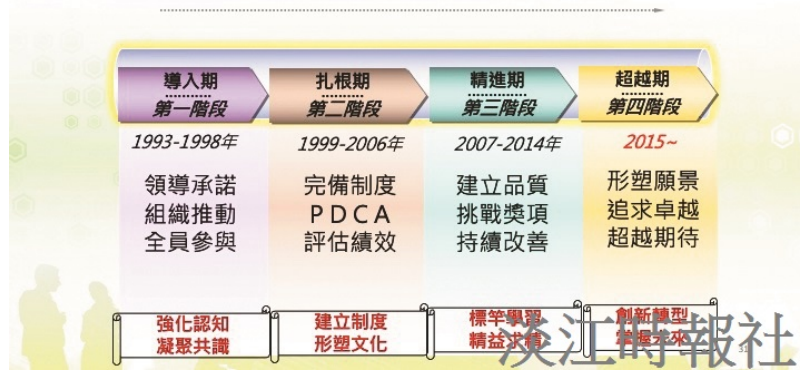 導入期
第一階段
1993-1998年
領導承諾
組織推動
全員參與
強化認知
凝聚共識
扎根期
第二階段
1999-2006年
完備制度
PDCA
評估績效
建立制度
形塑文化
精進期
第三階段
2007-2014年
建立品質
挑戰獎項
持續改善
標竿學習
精益求精
超越期
第四階段
2015~
形塑願景
追求卓越
超越期待
創新轉型
掌握未來
淡江時報社